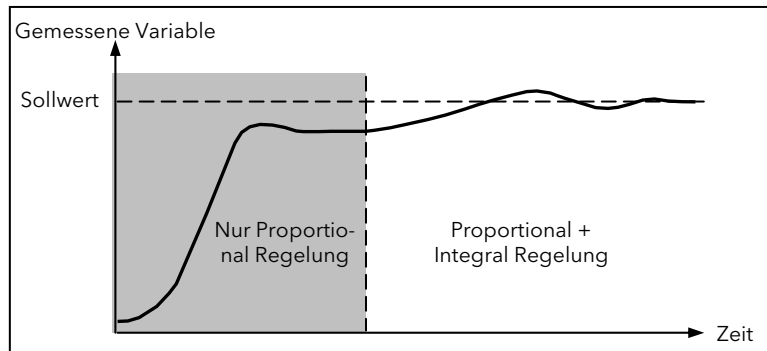 Gemessene Variable
Sollwert
Nur Proportio-
nal Regelung
Proportional +
Integral Regelung
Zeit